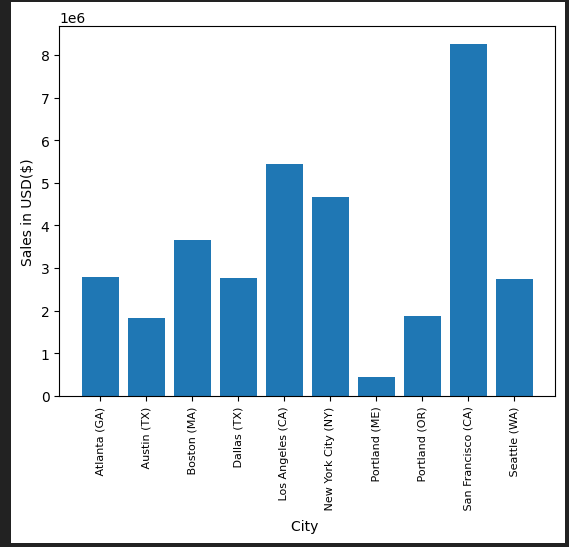 1e6
8
7
6
5
4
3
2
1
0
Sales in USD($)
Atlanta (GA)
Austin (TX)
Boston (MA)
Dallas (TX)
Los Angeles (CA)
New York City (NY)
Portland (ME)
Portland (OR)
San Francisco (CA)
Seattle (WA)
City